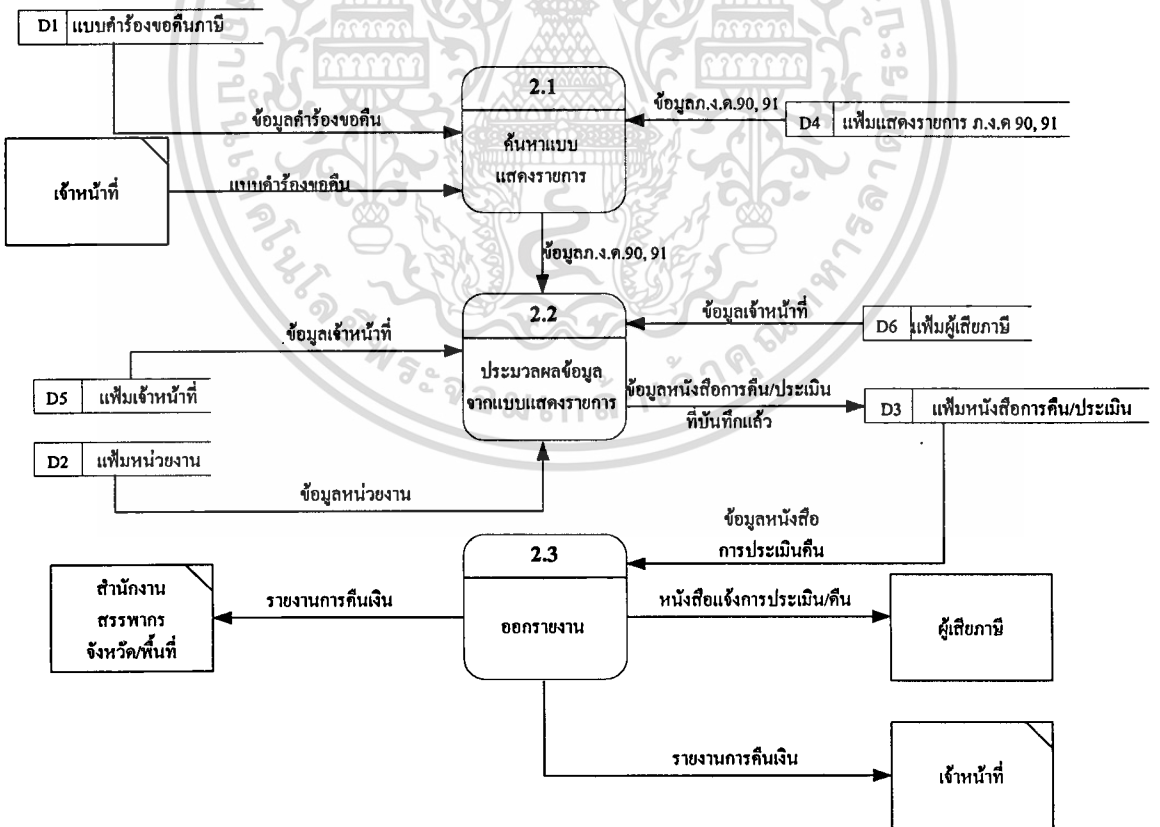 D1 แบบคำร้องขอคืนภาษี
2.1
ค้นหาแบบ
แสดงรายการ
ข้อมูลคำร้องขอคืน
ข้อมูลภ.ง.ด.90, 91
D4 แฟ้มแสดงรายการ ภ.ง.ด 90, 91
เจ้าหน้าที่
แบบคำร้องขอคืน
ข้อมูลภ.ง.ด.90, 91
2.2
ประมวลผลข้อมูล
จากแบบแสดงรายการ
ข้อมูลเจ้าหน้าที่
D6 แฟ้มผู้เสียภาษี
ข้อมูลเจ้าหน้าที่
D5 แฟ้มเจ้าหน้าที่
ข้อมูลหนังสือการคืน/ประเมิน
ที่บันทึกแล้ว
D3 แฟ้มหนังสือการคืน/ประเมิน
D2 แฟ้มหน่วยงาน
ข้อมูลหน่วยงาน
ข้อมูลหนังสือ
การประเมินคืน
2.3
ออกรายงาน
สำนักงาน
สรรพากร
จังหวัด/พื้นที่
รายงานการคืนเงิน
หนังสือแจ้งการประเมิน/คืน
ผู้เสียภาษี
รายงานการคืนเงิน
เจ้าหน้าที่